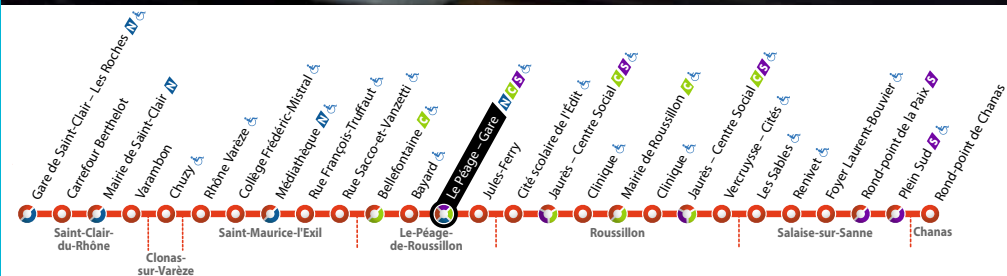 Gare de Saint-Clair – Les Roches N
Carrefour Berthelot
Mairie de Saint-Clair N
Varambon
Chuzy
Rhône Varèze
Collège Frédéric-Mistral
Médiathèque N
Rue François-Truffaut
Rue Sacco-et-Vanzetti
Bellefontaine C
Bayard
Le Péage – Gare N C S
Jules-Ferry
Cité scolaire de l'Édit
Jaurès - Centre Social C S
Clinique
Mairie de Roussillon C
Clinique
Jaurès – Centre Social C S
Vercruysse - Cités
Les Sables
Renivet
Foyer Laurent-Bouvier
Rond-point de la Paix S
Plein Sud S
Rond-point de Chanas
Saint-Clair-
du-Rhône
Clonas-
sur-Varèze
Saint-Maurice-l'Exil
Le-Péage-
de-Roussillon
Roussillon
Salaise-sur-Sanne
Chanas